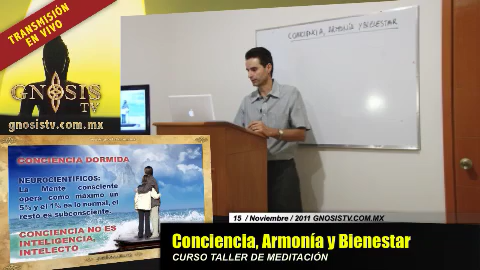 TRANSMISIÓN
EN VIVO
GNOSIS
TV
gnosistv.com.mx
CONCIENCIA, ARMONÍA Y BIENESTAR
CONCIENCIA DORMIDA
NEUROCIENTÍFICOS:
La Mente consciente
opera como máximo un
5% y el 1% es lo normal, el
resto es subconsciente.
CONCIENCIA NO ES
INTELIGENCIA,
INTELECTO
15 / Noviembre / 2011 GNOSISTV.COM.MX
Conciencia, Armonía y Bienestar
CURSO TALLER DE MEDITACIÓN